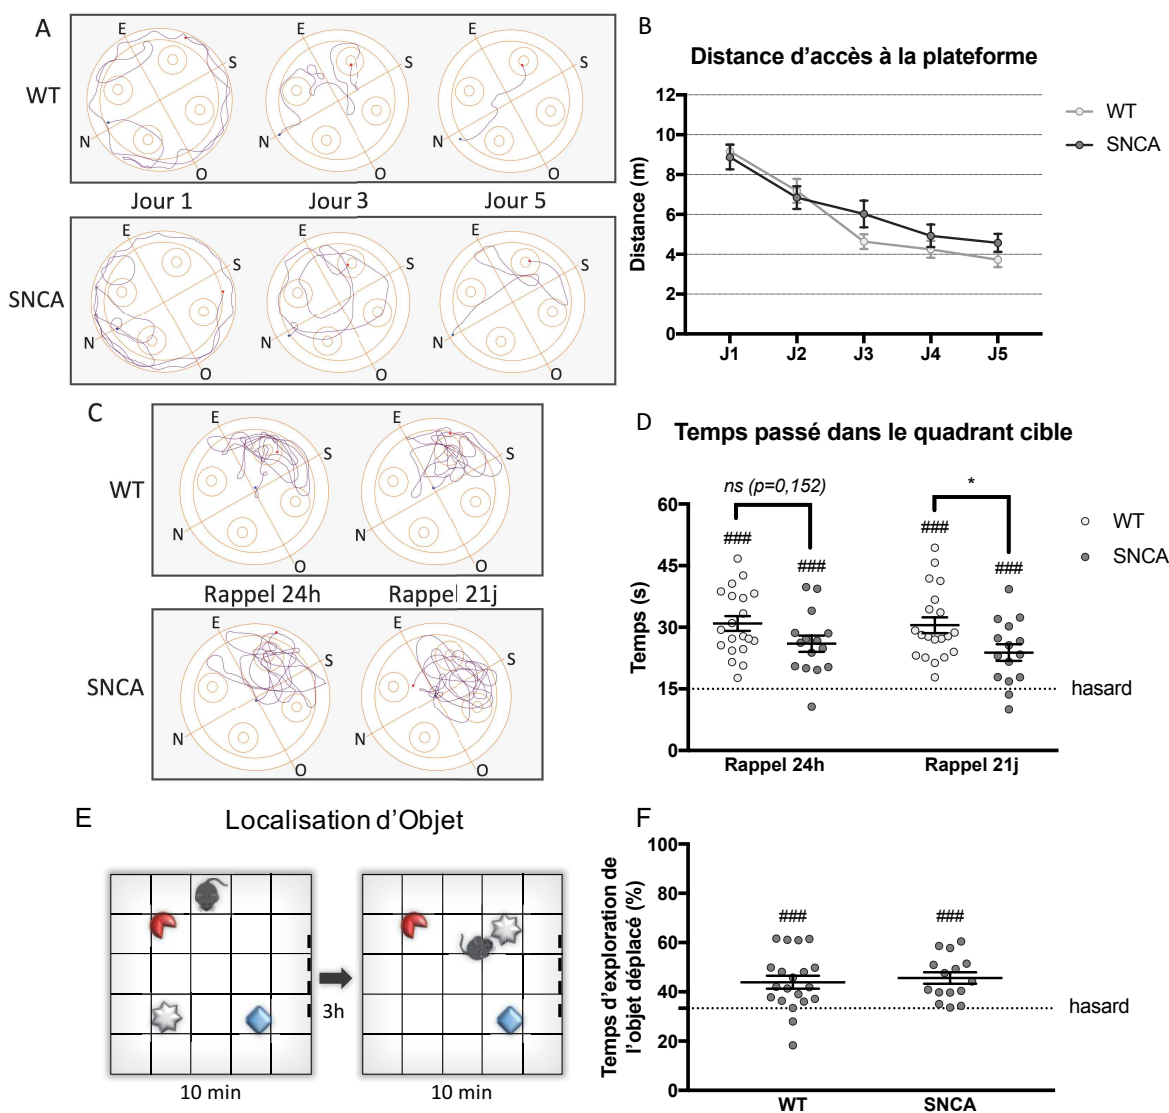 A
WT
E
S
N
O
E
S
N
O
E
S
N
O
Jour 1
Jour 3
Jour 5
SNCA
E
S
N
O
E
S
N
O
E
S
N
O
B
Distance d'accès à la plateforme
Distance (m)
12
10
8
6
4
2
0
J1
J2
J3
J4
J5
WT
SNCA
C
WT
E
S
N
O
E
S
N
O
Rappel 24h
Rappel 21j
SNCA
E
S
N
O
E
S
N
O
D
Temps passé dans le quadrant cible
ns (p=0,152)
*
###
###
###
###
Temps (s)
60
45
30
15
0
hasard
Rappel 24h
Rappel 21j
WT
SNCA
E
Localisation d'Objet
3h
10 min
10 min
F
Temps d'exploration de
l'objet déplacé (%)
100
80
60
40
20
0
###
###
hasard
WT
SNCA